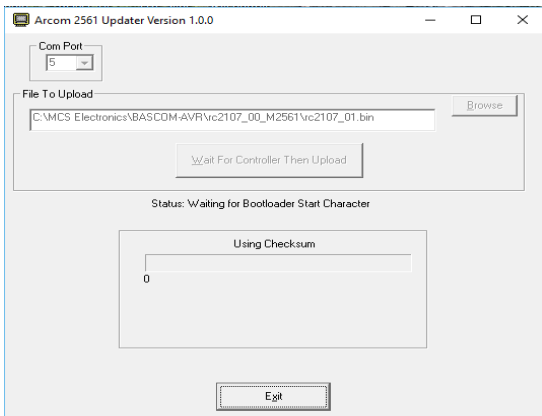 Arcom 2561 Updater Version 1.0.0
Com Port
5
File To Upload
Browse
C:\MCS Electronics\BASCOM-AVR\rc2107_00_M2561\rc2107_01.bin
Wait For Controller Then Upload
Status: Waiting for Bootloader Start Character
Using Checksum
0
Exit